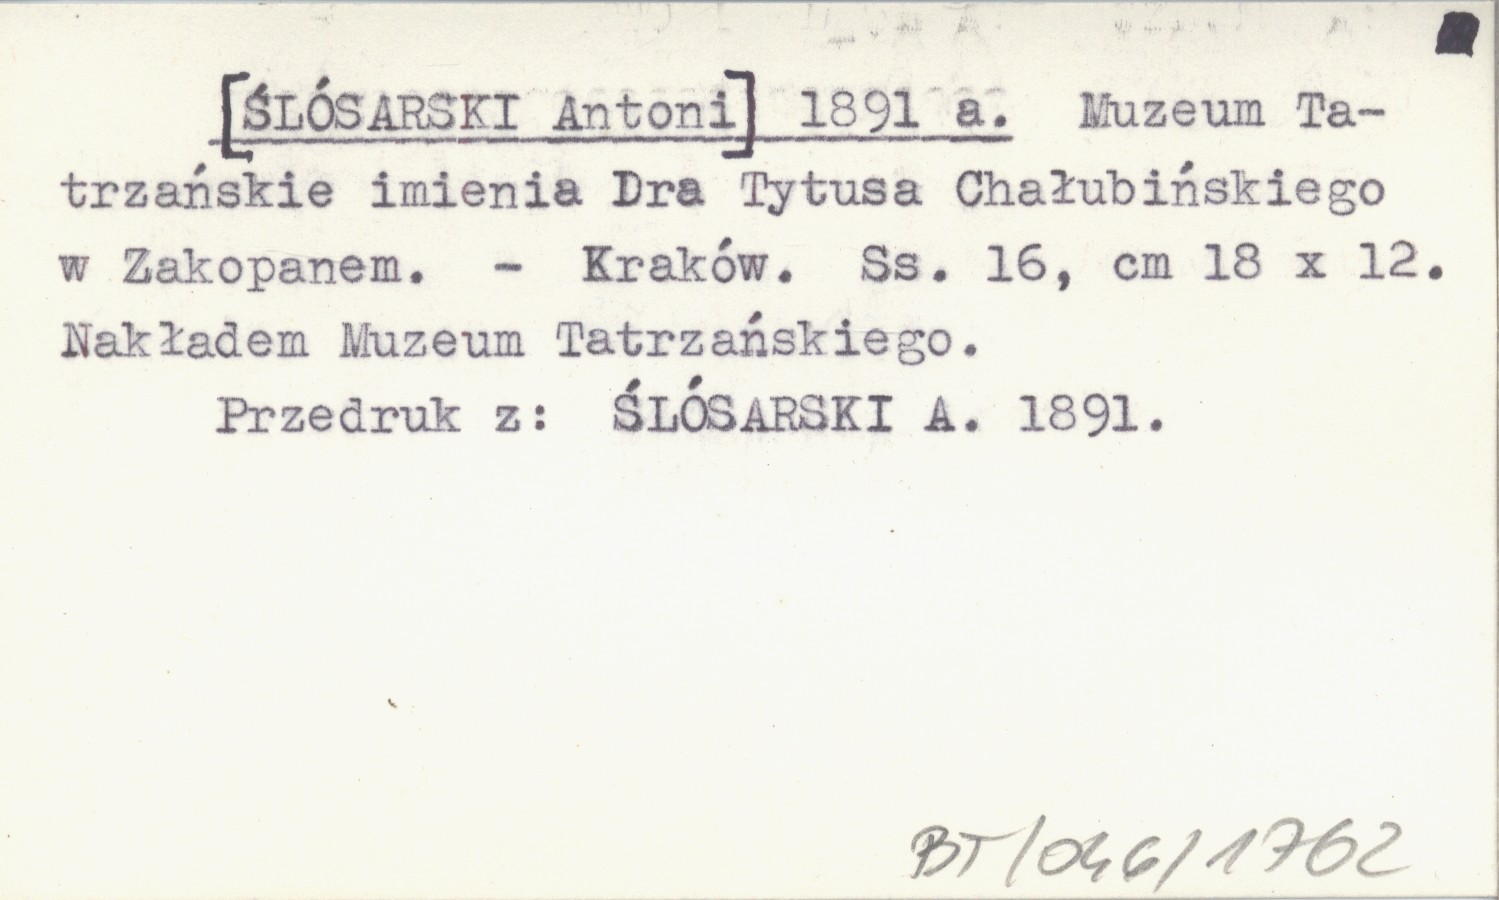 [ŚLÓSARSKI Antoni] 1891 a. Muzeum Ta-
trzańskie imienia Dra Tytusa Chałubińskiego
w Zakopanem. - Kraków. Ss. 16, cm 18 x 12.
Nakładem Muzeum Tatrzańskiego.
Przedruk z: ŚLÓSARSKI A. 1891.
BT/046/1762